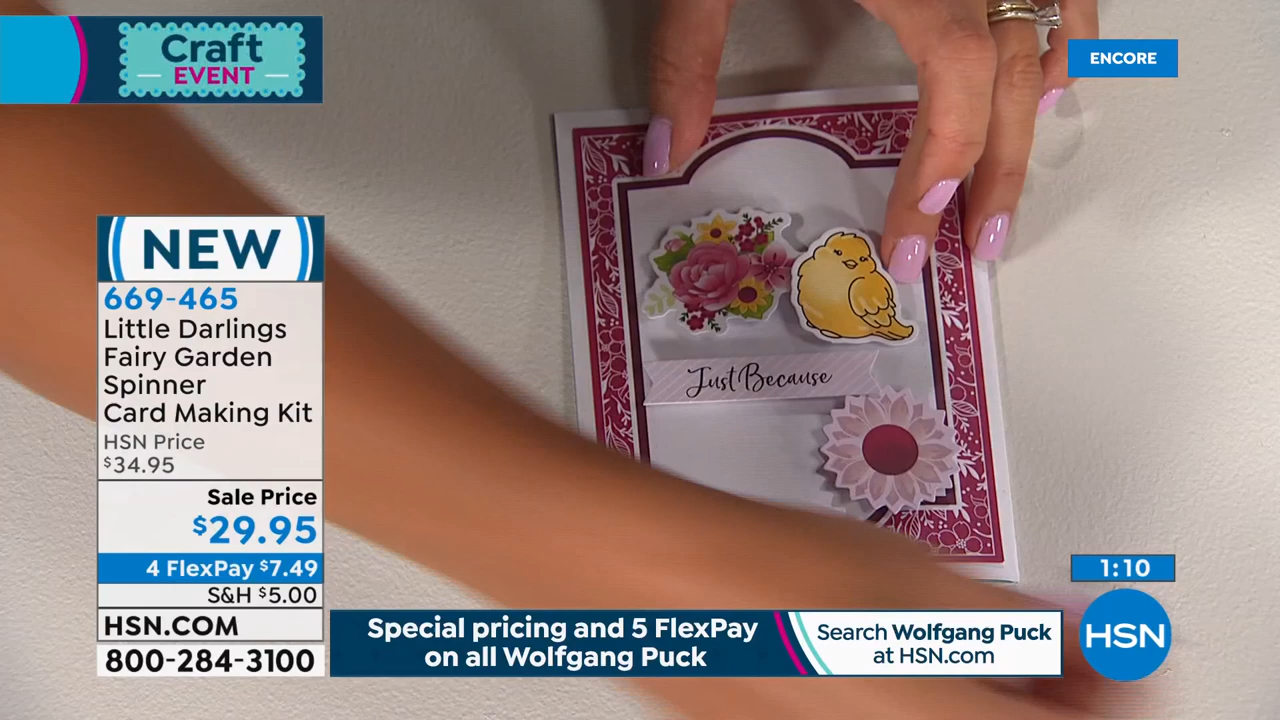 Craft
EVENT
ENCORE
NEW
669-465
Little Darlings
Fairy Garden
Spinner
Card Making Kit
HSN Price
$34.95
Sale Price
$29.95
4 FlexPay $7.49
S&H $5.00
HSN.COM
800-284-3100
Just Because
1:10
HSN
Special pricing and 5 FlexPay
on all Wolfgang Puck
Search Wolfgang Puck
at HSN.com